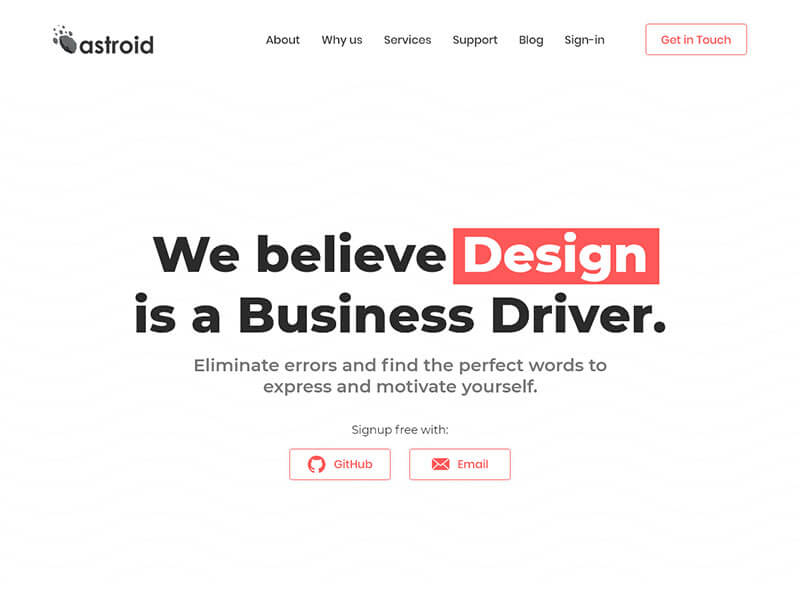 astroid
About Why us Services Support Blog Sign-in Get in Touch
We believe Design
is a Business Driver.
Eliminate errors and find the perfect words to
express and motivate yourself.
Signup free with:
GitHub Email